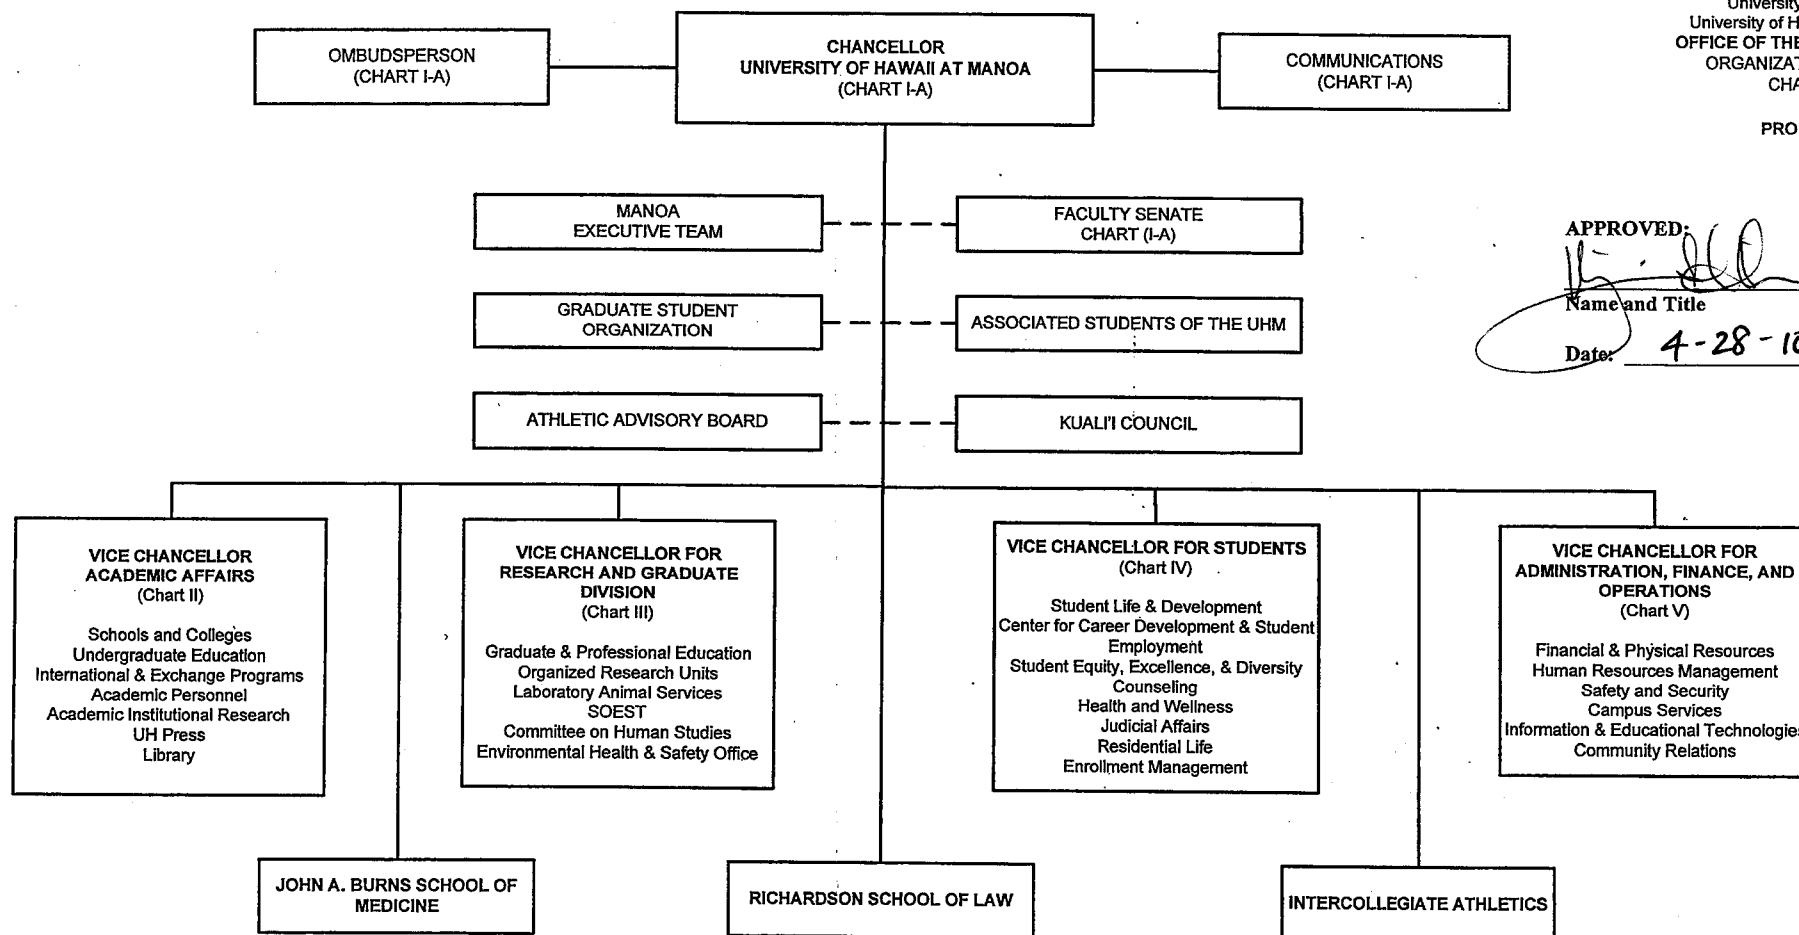 University
University of H
OFFICE OF THE
ORGANIZAT
CHA
PRO
OMBUDSPERSON
(CHART I-A)
CHANCELLOR
UNIVERSITY OF HAWAII AT MANOA
(CHART I-A)
COMMUNICATIONS
(CHART I-A)
MANOA
EXECUTIVE TEAM
FACULTY SENATE
CHART (I-A)
APPROVED:
Name and Title
Date: 4-28-10
GRADUATE STUDENT
ORGANIZATION
ASSOCIATED STUDENTS OF THE UHM
ATHLETIC ADVISORY BOARD
KUALI'I COUNCIL
VICE CHANCELLOR
ACADEMIC AFFAIRS
(Chart II)
Schools and Colleges
Undergraduate Education
International & Exchange Programs
Academic Personnel
Academic Institutional Research
UH Press
Library
VICE CHANCELLOR FOR
RESEARCH AND GRADUATE
DIVISION
(Chart III)
Graduate & Professional Education
Organized Research Units
Laboratory Animal Services
SOEST
Committee on Human Studies
Environmental Health & Safety Office
VICE CHANCELLOR FOR STUDENTS
(Chart IV)
Student Life & Development
Center for Career Development & Student
Employment
Student Equity, Excellence, & Diversity
Counseling
Health and Wellness
Judicial Affairs
Residential Life
Enrollment Management
VICE CHANCELLOR FOR
ADMINISTRATION, FINANCE, AND
OPERATIONS
(Chart V)
Financial & Physical Resources
Human Resources Management
Safety and Security
Campus Services
Information & Educational Technologies
Community Relations
JOHN A. BURNS SCHOOL OF
MEDICINE
RICHARDSON SCHOOL OF LAW
INTERCOLLEGIATE ATHLETICS